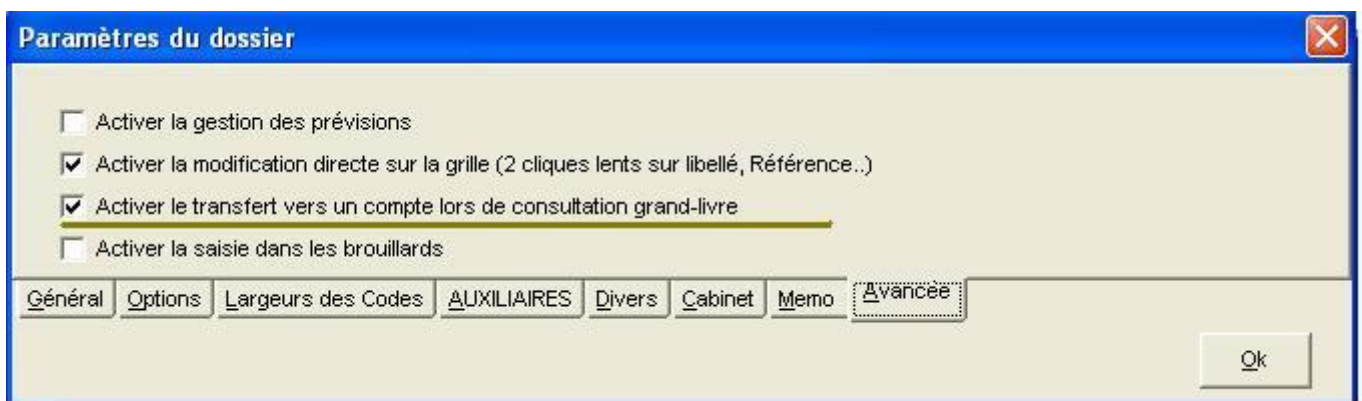 Paramètres du dossier
Activer la gestion des prévisions
Activer la modification directe sur la grille (2 cliques lents sur libellé, Référence..)
Activer le transfert vers un compte lors de consultation grand-livre
Activer la saisie dans les brouillards
Général Options Largeurs des Codes AUXILIAIRES Divers Cabinet Memo Avancée
Ok